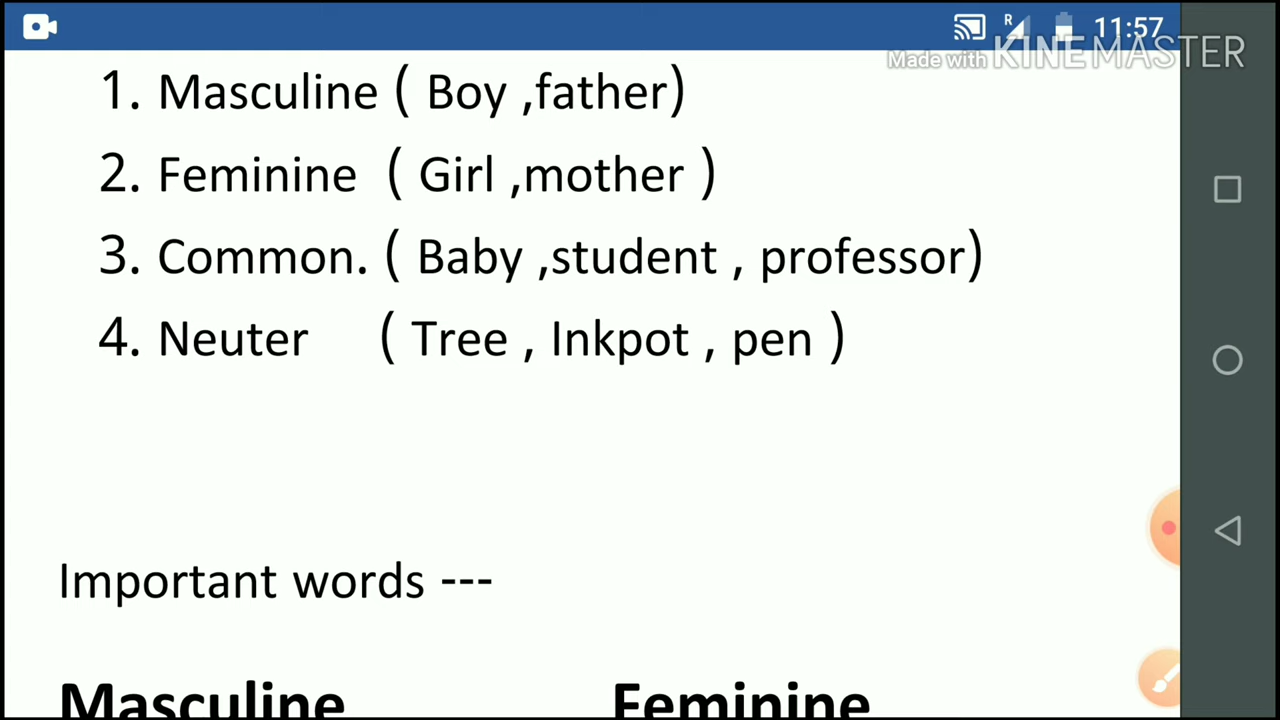 R 11:57
Made with KINEMASTER
1. Masculine ( Boy ,father)
2. Feminine ( Girl ,mother )
3. Common. ( Baby ,student , professor)
4. Neuter ( Tree , Inkpot , pen )
Important words ---
Masculine Feminine